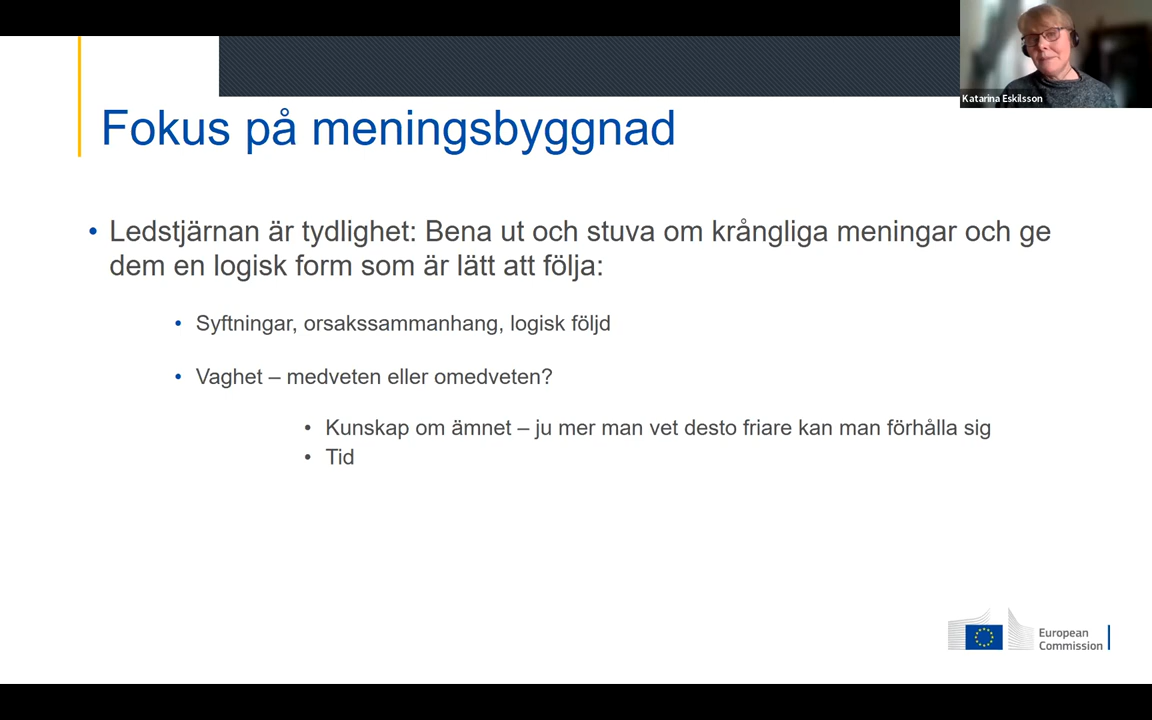 Katarina Eskilsson
Fokus på meningsbyggnad
• Ledstjärnan är tydlighet: Bena ut och stuva om krångliga meningar och ge
dem en logisk form som är lätt att följa:
• Syftningar, orsakssammanhang, logisk följd
• Vaghet – medveten eller omedveten?
• Kunskap om ämnet – ju mer man vet desto friare kan man förhålla sig
• Tid
European
Commission